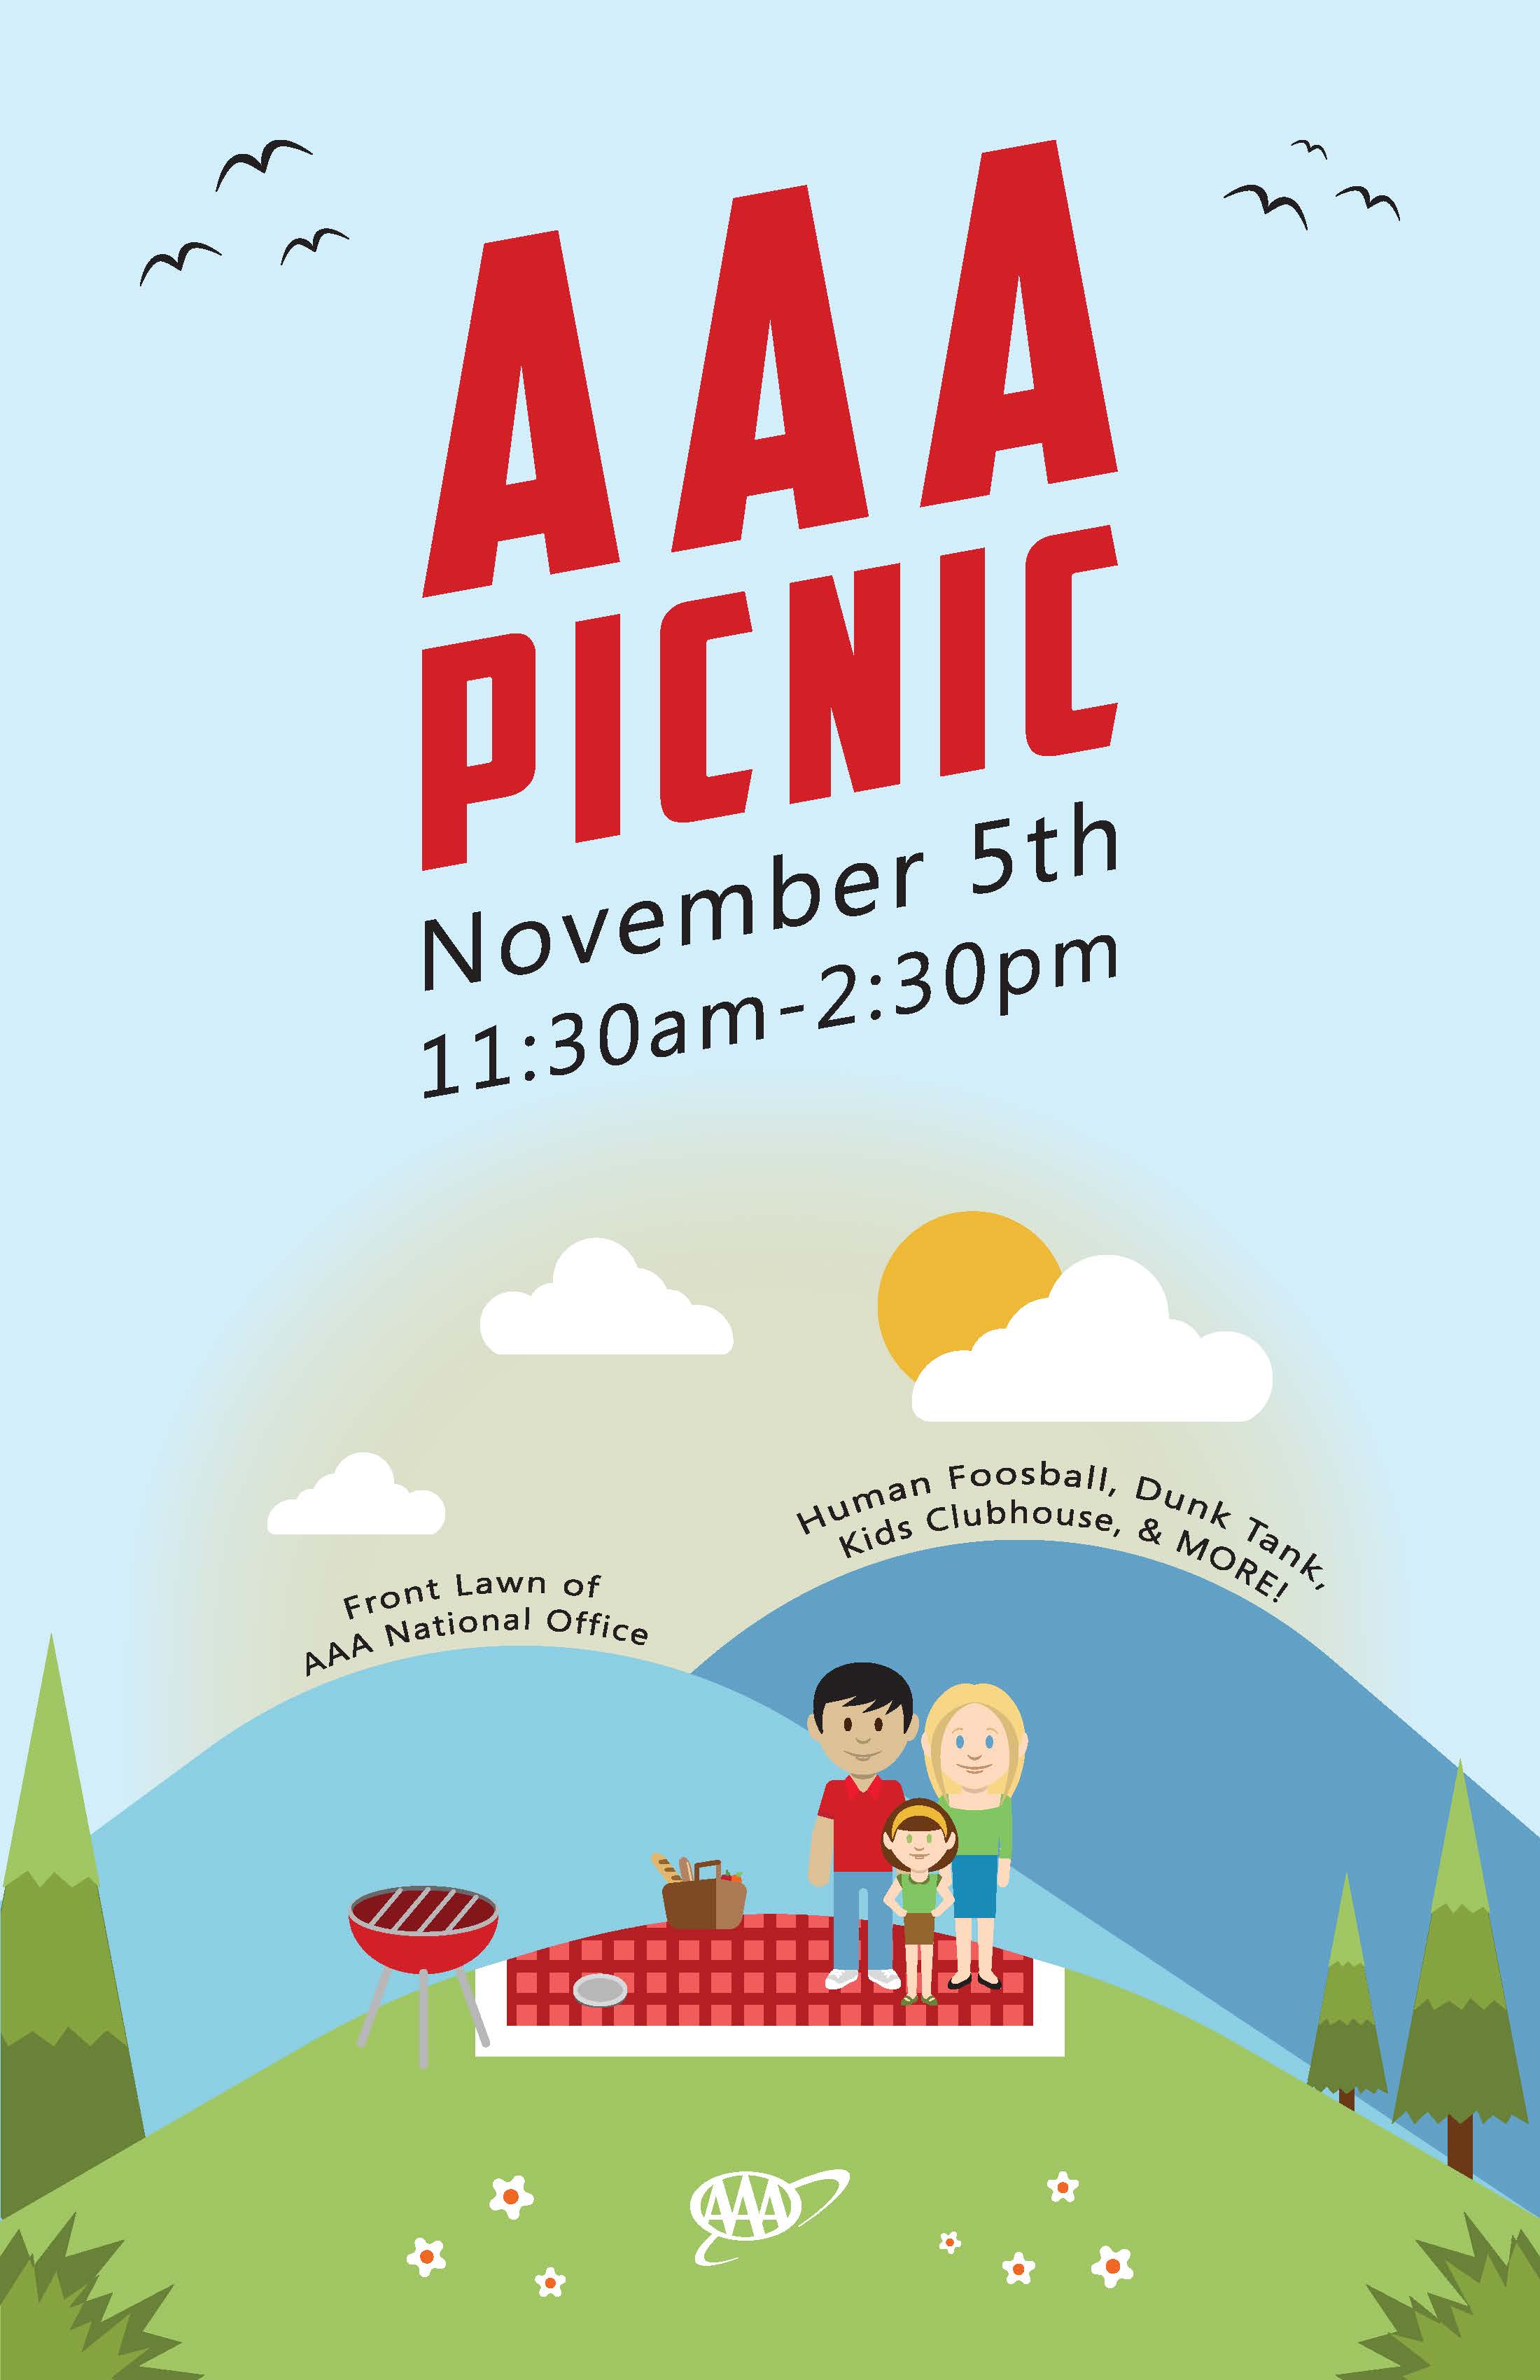 AAA
PICNIC
November 5th
11:30am-2:30pm
Human Foosball, Dunk Tank,
Kids Clubhouse, & MORE!
Front Lawn of
AAA National Office
AAA